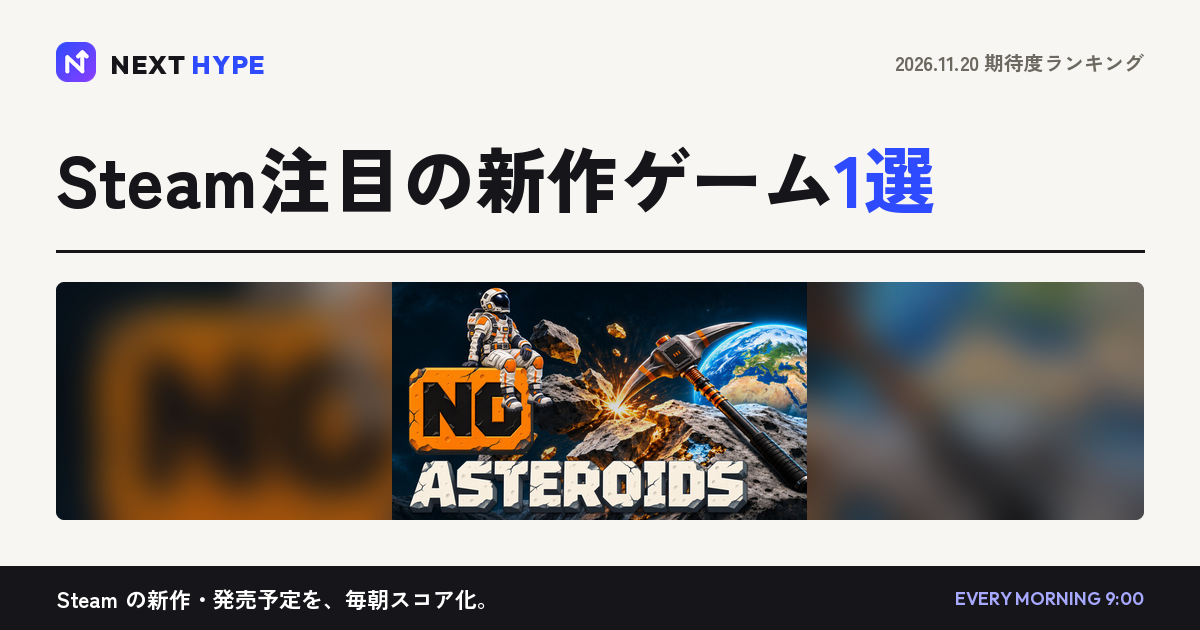 NEXT HYPE
2026.11.20 期待度ランキング
Steam注目の新作ゲーム1選
NO
ASTEROIDS
Steam の新作・発売予定を、毎朝スコア化。
EVERY MORNING 9:00